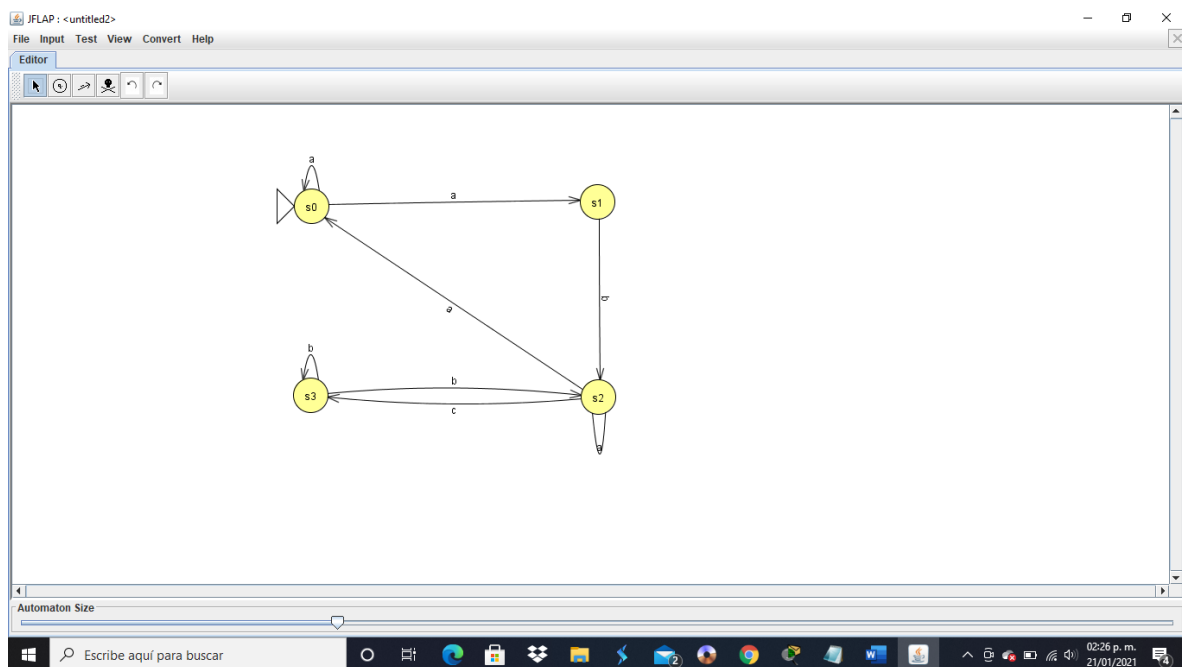 JFLAP : <untitled2>
File Input Test View Convert Help
Editor
a
s0
a
s1
b
a
b
s3
b
c
s2
a
Automaton Size
Escribe aquí para buscar
2
W
02:26 p. m.
21/01/2021
4